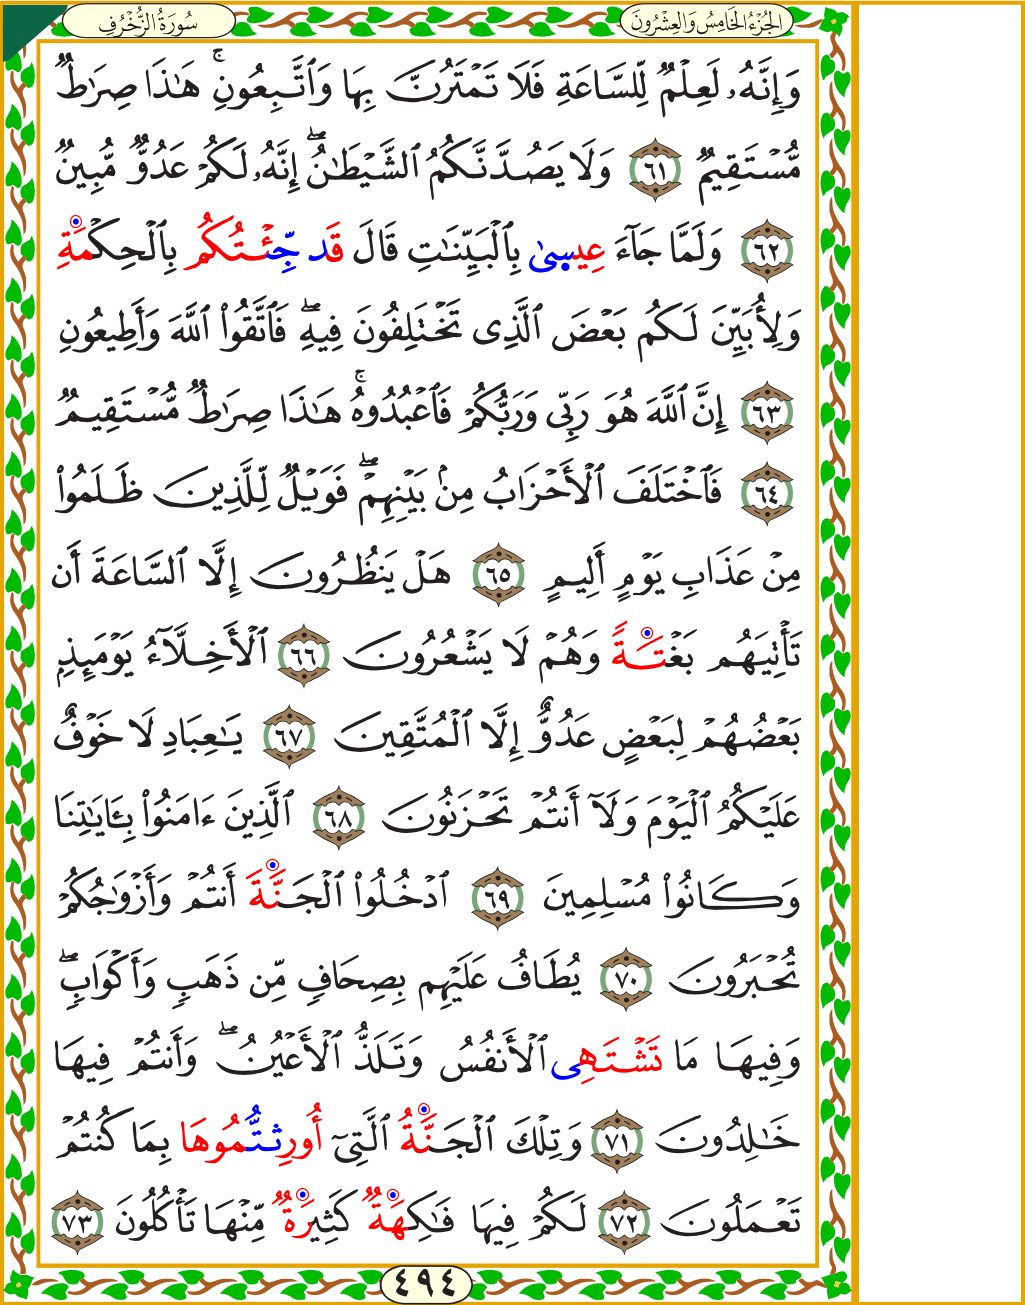 الجُزْءُ الخَامِسُ وَالعِشْرُونَ
سُورَةُ الزُّخْرُفِ
وَإِنَّهُۥ لَعِلْمٌ لِّلسَّاعَةِ فَلَا تَمْتَرُنَّ بِهَا وَٱتَّبِعُونِۚ هَٰذَا صِرَٰطٌ
مُّسْتَقِيمٌ ٦١ وَلَا يَصُدَّنَّكُمُ ٱلشَّيْطَٰنُۖ إِنَّهُۥ لَكُمْ عَدُوٌّ مُّبِينٌ
٦٢ وَلَمَّا جَآءَ عِيسىٰ بِٱلْبَيِّنَٰتِ قَالَ قَد جِّئْتُكُم بِٱلْحِكْمَةِ
وَلِأُبَيِّنَ لَكُم بَعْضَ ٱلَّذِى تَخْتَلِفُونَ فِيهِۖ فَٱتَّقُوا۟ ٱللَّهَ وَأَطِيعُونِ
٦٣ إِنَّ ٱللَّهَ هُوَ رَبِّى وَرَبُّكُمْ فَٱعْبُدُوهُۚ هَٰذَا صِرَٰطٌ مُّسْتَقِيمٌ
٦٤ فَٱخْتَلَفَ ٱلْأَحْزَابُ مِنۢ بَيْنِهِمْۖ فَوَيْلٌ لِّلَّذِينَ ظَلَمُوا۟
مِنْ عَذَابِ يَوْمٍ أَلِيمٍ ٦٥ هَلْ يَنظُرُونَ إِلَّا ٱلسَّاعَةَ أَن
تَأْتِيَهُم بَغْتَةً وَهُمْ لَا يَشْعُرُونَ ٦٦ ٱلْأَخِلَّآءُ يَوْمَئِذٍۭ
بَعْضُهُمْ لِبَعْضٍ عَدُوٌّ إِلَّا ٱلْمُتَّقِينَ ٦٧ يَٰعِبَادِ لَا خَوْفٌ
عَلَيْكُمُ ٱلْيَوْمَ وَلَآ أَنتُمْ تَحْزَنُونَ ٦٨ ٱلَّذِينَ ءَامَنُوا۟ بِـَٔايَٰتِنَا
وَكَانُوا۟ مُسْلِمِينَ ٦٩ ٱدْخُلُوا۟ ٱلْجَنَّةَ أَنتُمْ وَأَزْوَٰجُكُمْ
تُحْبَرُونَ ٧٠ يُطَافُ عَلَيْهِم بِصِحَافٍ مِّن ذَهَبٍ وَأَكْوَابٍۖ
وَفِيهَا مَا تَشْتَهِى ٱلْأَنفُسُ وَتَلَذُّ ٱلْأَعْيُنُۖ وَأَنتُمْ فِيهَا
خَٰلِدُونَ ٧١ وَتِلْكَ ٱلْجَنَّةُ ٱلَّتِىٓ أُورِثتُّمُوهَا بِمَا كُنتُمْ
تَعْمَلُونَ ٧٢ لَكُمْ فِيهَا فَٰكِهَةٌ كَثِيرَةٌ مِّنْهَا تَأْكُلُونَ ٧٣
٤٩٤